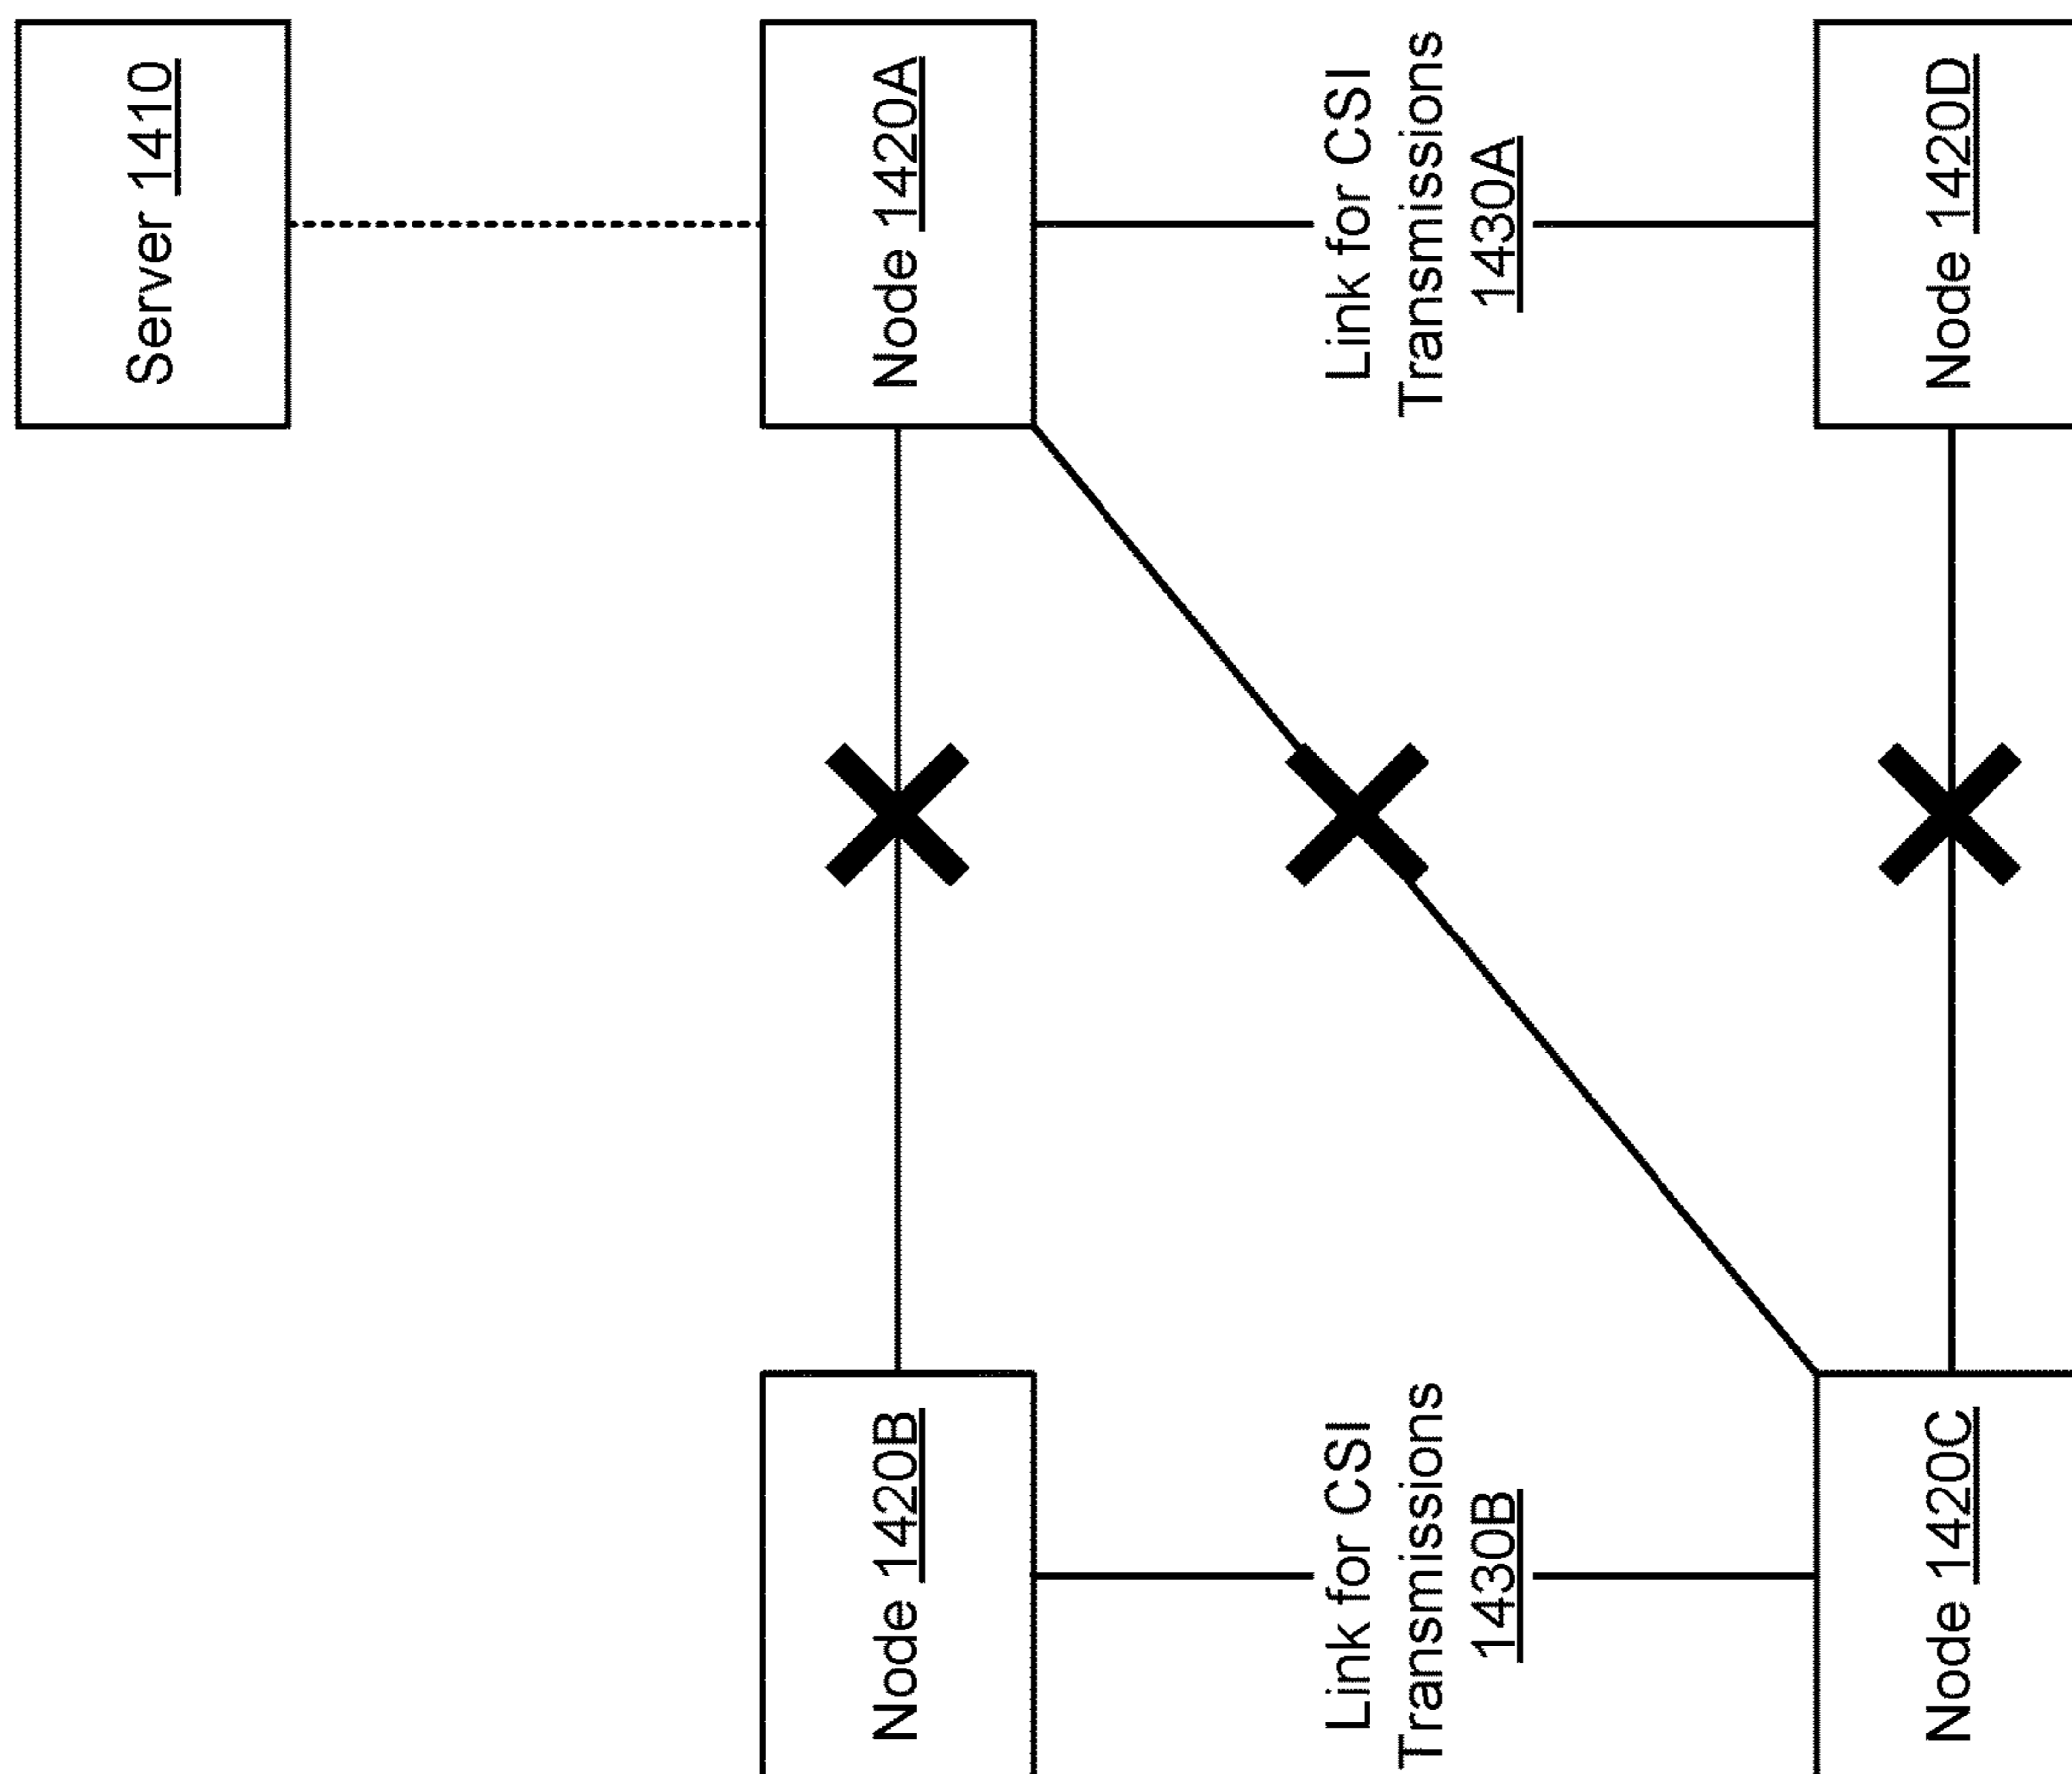 Server 1410
Node 1420B
Node 1420A
Link for CSI
Transmissions
1430B
Link for CSI
Transmissions
1430A
Node 1420C
Node 1420D